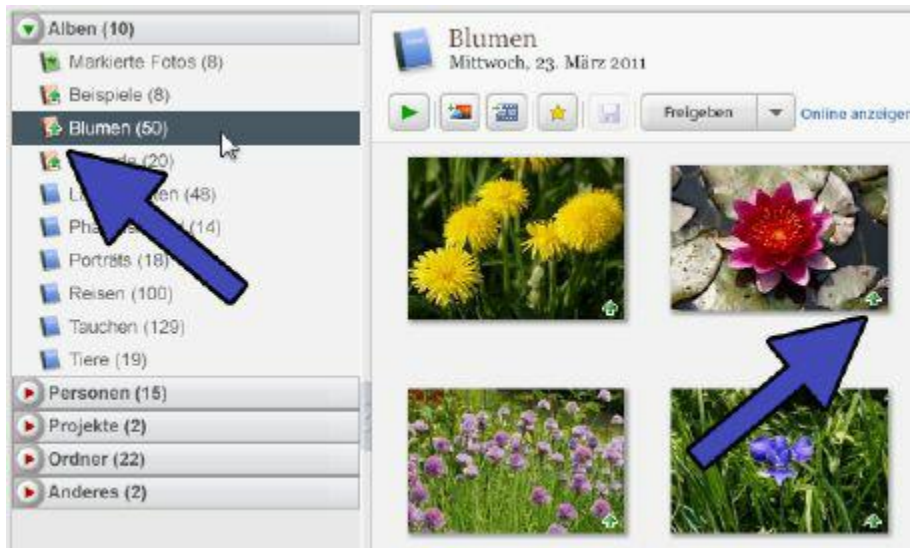 Alben (10)
Markierte Fotos (8)
Beispiele (8)
Blumen (50)
(20)
(48)
(14)
Porträts (18)
Reisen (100)
Tauchen (129)
Tiere (19)
Personen (15)
Projekte (2)
Ordner (22)
Anderes (2)
Blumen
Mittwoch, 23. März 2011
Freigeben
Online anzeigen